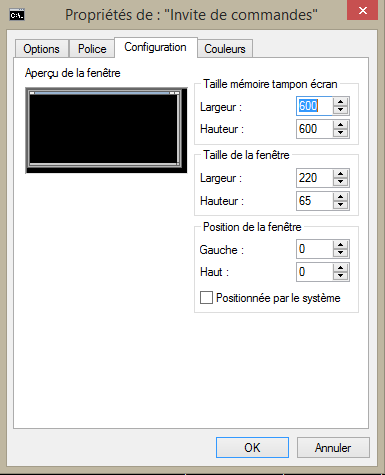 C:\.
Propriétés de : "Invite de commandes"
Options Police Configuration Couleurs
Aperçu de la fenêtre
Taille mémoire tampon écran
Largeur : 600
Hauteur : 600
Taille de la fenêtre
Largeur : 220
Hauteur : 65
Position de la fenêtre
Gauche : 0
Haut : 0
Positionnée par le système
OK Annuler